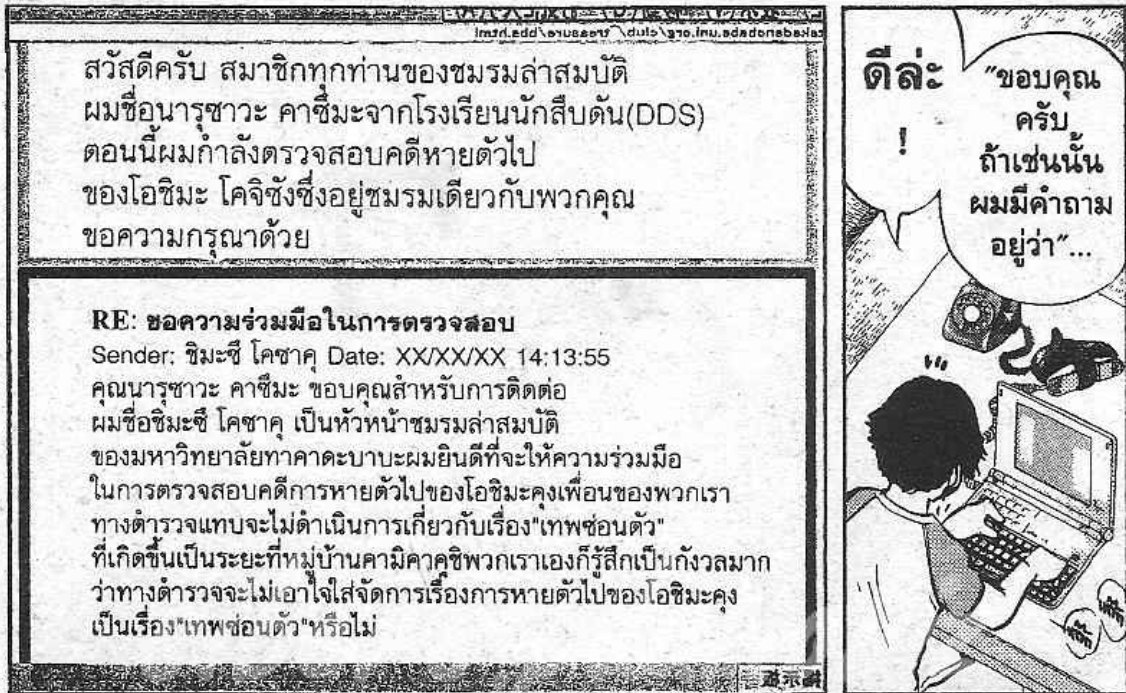 สวัสดีครับ สมาชิกทุกท่านของชมรมล่าสมบัติ
ผมชื่อนารุซาวะ คาซึมะจากโรงเรียนนักสืบดัน(DDS)
ตอนนี้ผมกำลังตรวจสอบคดีหายตัวไป
ของโอชิมะ โคจิซังซึ่งอยู่ชมรมเดียวกับพวกคุณ
ขอความกรุณาด้วย
RE: ขอความร่วมมือในการตรวจสอบ
Sender: ชิมะซึ โคซาคุ Date: XX/XX/XX 14:13:55
คุณนารุซาวะ คาซึมะ ขอบคุณสำหรับการติดต่อ
ผมชื่อชิมะซึ โคซาคุ เป็นหัวหน้าชมรมล่าสมบัติ
ของมหาวิทยาลัยทาคาดะบาบะผมยินดีที่จะให้ความร่วมมือ
ในการตรวจสอบคดีการหายตัวไปของโอชิมะคุงเพื่อนของพวกเรา
ทางตำรวจแทบจะไม่ดำเนินการเกี่ยวกับเรื่อง"เทพซ่อนตัว"
ที่เกิดขึ้นเป็นระยะที่หมู่บ้านคามิคาคุชิพวกเราเองก็รู้สึกเป็นกังวลมาก
ว่าทางตำรวจจะไม่เอาใจใส่จัดการเรื่องการหายตัวไปของโอชิมะคุง
เป็นเรื่อง"เทพซ่อนตัว"หรือไม่
ดีล่ะ
!
"ขอบคุณ
ครับ
ถ้าเช่นนั้น
ผมมีคำถาม
อยู่ว่า"...